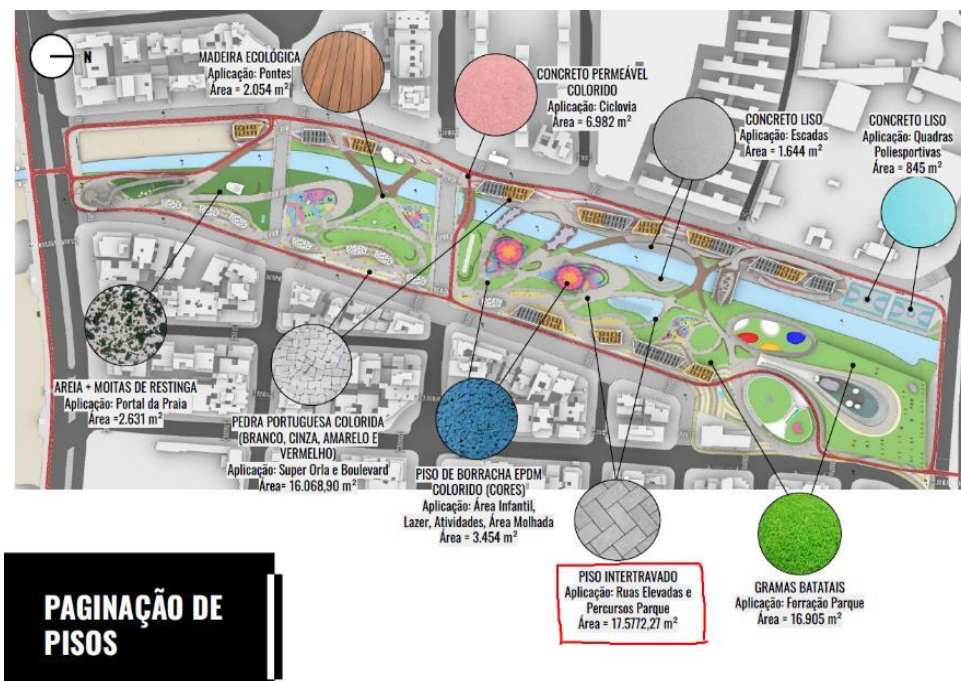 N
MADEIRA ECOLÓGICA
Aplicação: Pontes
Área = 2.054 m²
CONCRETO PERMEÁVEL
COLORIDO
Aplicação: Ciclovia
Área = 6.982 m²
CONCRETO LISO
Aplicação: Escadas
Área = 1.644 m²
CONCRETO LISO
Aplicação: Quadras
Poliesportivas
Área = 845 m²
AREIA + MOITAS DE RESTINGA
Aplicação: Portal da Praia
Área =2.631 m²
PEDRA PORTUGUESA COLORIDA
(BRANCO, CINZA, AMARELO E
VERMELHO)
Aplicação: Super Orla e Boulevard
Área= 16.068,90 m²
PISO DE BORRACHA EPDM
COLORIDO (CORES)
Aplicação: Área Infantil,
Lazer, Atividades, Área Molhada
Área = 3.454 m²
PISO INTERTRAVADO
Aplicação: Ruas Elevadas e
Percursos Parque
Área = 17.5772,27 m²
GRAMAS BATATAIS
Aplicação: Forração Parque
Área = 16.905 m²
PAGINAÇÃO DE
PISOS